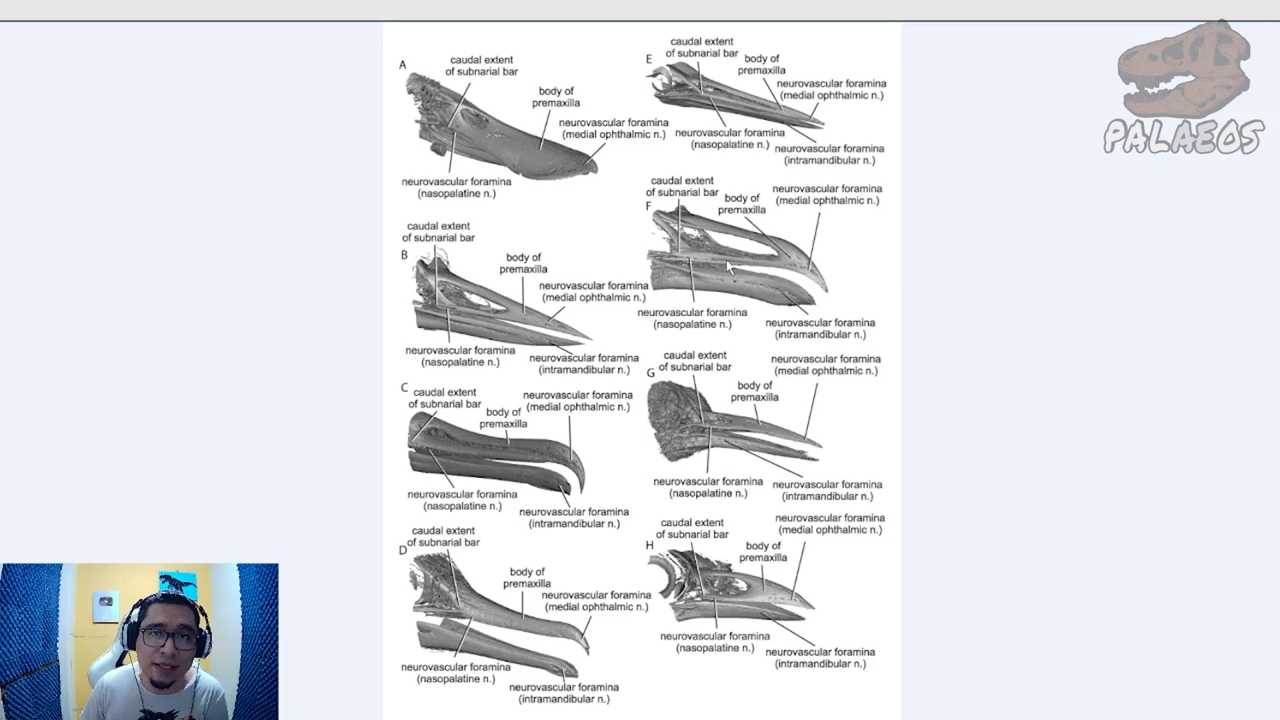 A
caudal extent
of subnarial bar
body of
premaxilla
neurovascular foramina
(medial ophthalmic n.)
neurovascular foramina
(nasopalatine n.)
B
caudal extent
of subnarial bar
body of
premaxilla
neurovascular foramina
(medial ophthalmic n.)
neurovascular foramina
(nasopalatine n.)
neurovascular foramina
(intramandibular n.)
C
caudal extent
of subnarial bar
body of
premaxilla
neurovascular foramina
(medial ophthalmic n.)
neurovascular foramina
(nasopalatine n.)
neurovascular foramina
(intramandibular n.)
D
caudal extent
of subnarial bar
body of
premaxilla
neurovascular foramina
(medial ophthalmic n.)
neurovascular foramina
(nasopalatine n.)
neurovascular foramina
(intramandibular n.)
E
caudal extent
of subnarial bar
body of
premaxilla
neurovascular foramina
(medial ophthalmic n.)
neurovascular foramina
(nasopalatine n.)
neurovascular foramina
(intramandibular n.)
F
caudal extent
of subnarial bar
body of
premaxilla
neurovascular foramina
(medial ophthalmic n.)
neurovascular foramina
(nasopalatine n.)
neurovascular foramina
(intramandibular n.)
G
caudal extent
of subnarial bar
body of
premaxilla
neurovascular foramina
(medial ophthalmic n.)
neurovascular foramina
(nasopalatine n.)
neurovascular foramina
(intramandibular n.)
H
caudal extent
of subnarial bar
body of
premaxilla
neurovascular foramina
(medial ophthalmic n.)
neurovascular foramina
(nasopalatine n.)
neurovascular foramina
(intramandibular n.)
PALAEOS